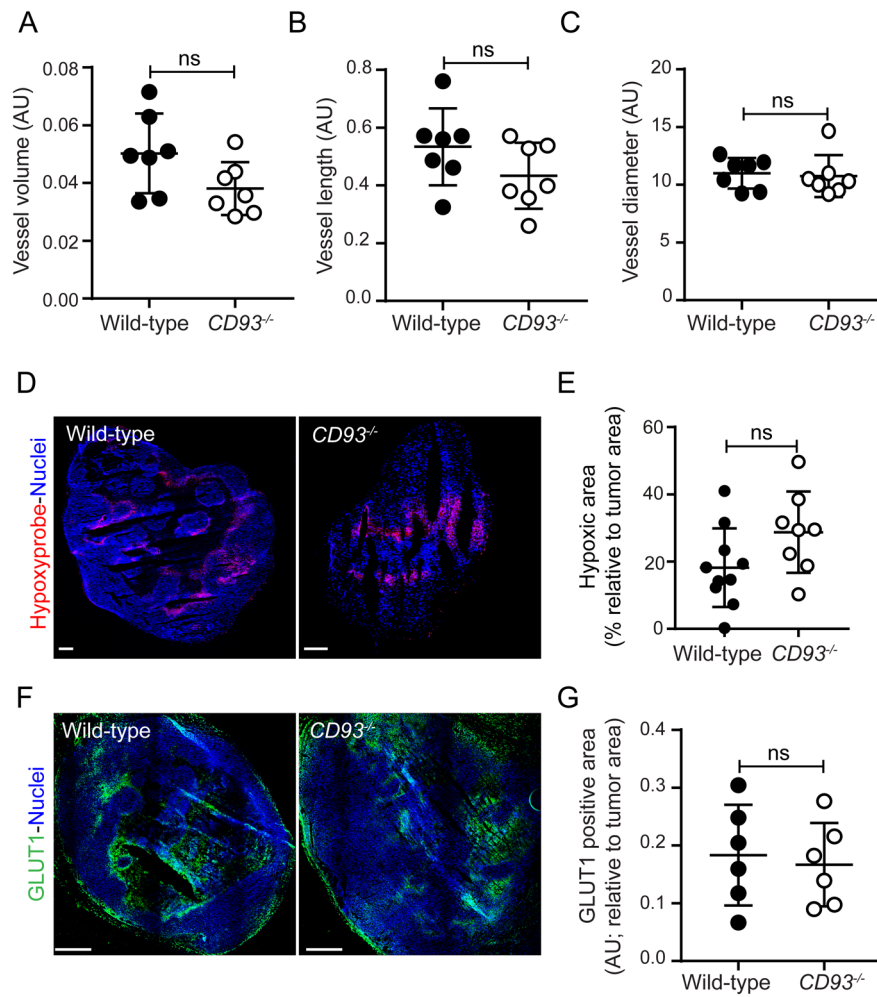 A
Vessel volume (AU)
0.08
0.06
0.04
0.02
0.00
ns
Wild-type
CD93-/-
B
Vessel length (AU)
0.8
0.6
0.4
0.2
0.0
ns
Wild-type
CD93-/-
C
Vessel diameter (AU)
20
15
10
5
0
ns
Wild-type
CD93-/-
D
Hypoxyprobe-Nuclei
Wild-type
CD93-/-
E
Hypoxic area
(% relative to tumor area)
60
40
20
0
ns
Wild-type
CD93-/-
F
GLUT1-Nuclei
Wild-type
CD93-/-
G
GLUT1 positive area
(AU; relative to tumor area)
0.4
0.3
0.2
0.1
0.0
ns
Wild-type
CD93-/-